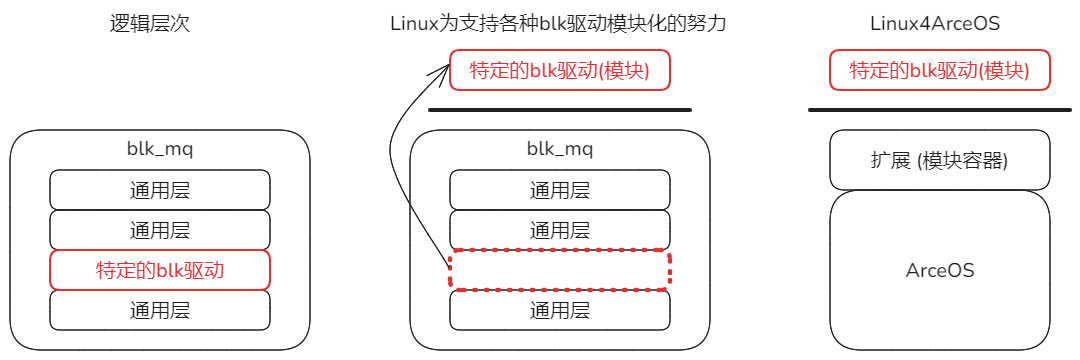 逻辑层次
blk_mq
通用层
通用层
特定的blk驱动
通用层
Linux为支持各种blk驱动模块化的努力
特定的blk驱动(模块)
blk_mq
通用层
通用层
通用层
Linux4ArceOS
特定的blk驱动(模块)
扩展 (模块容器)
ArceOS